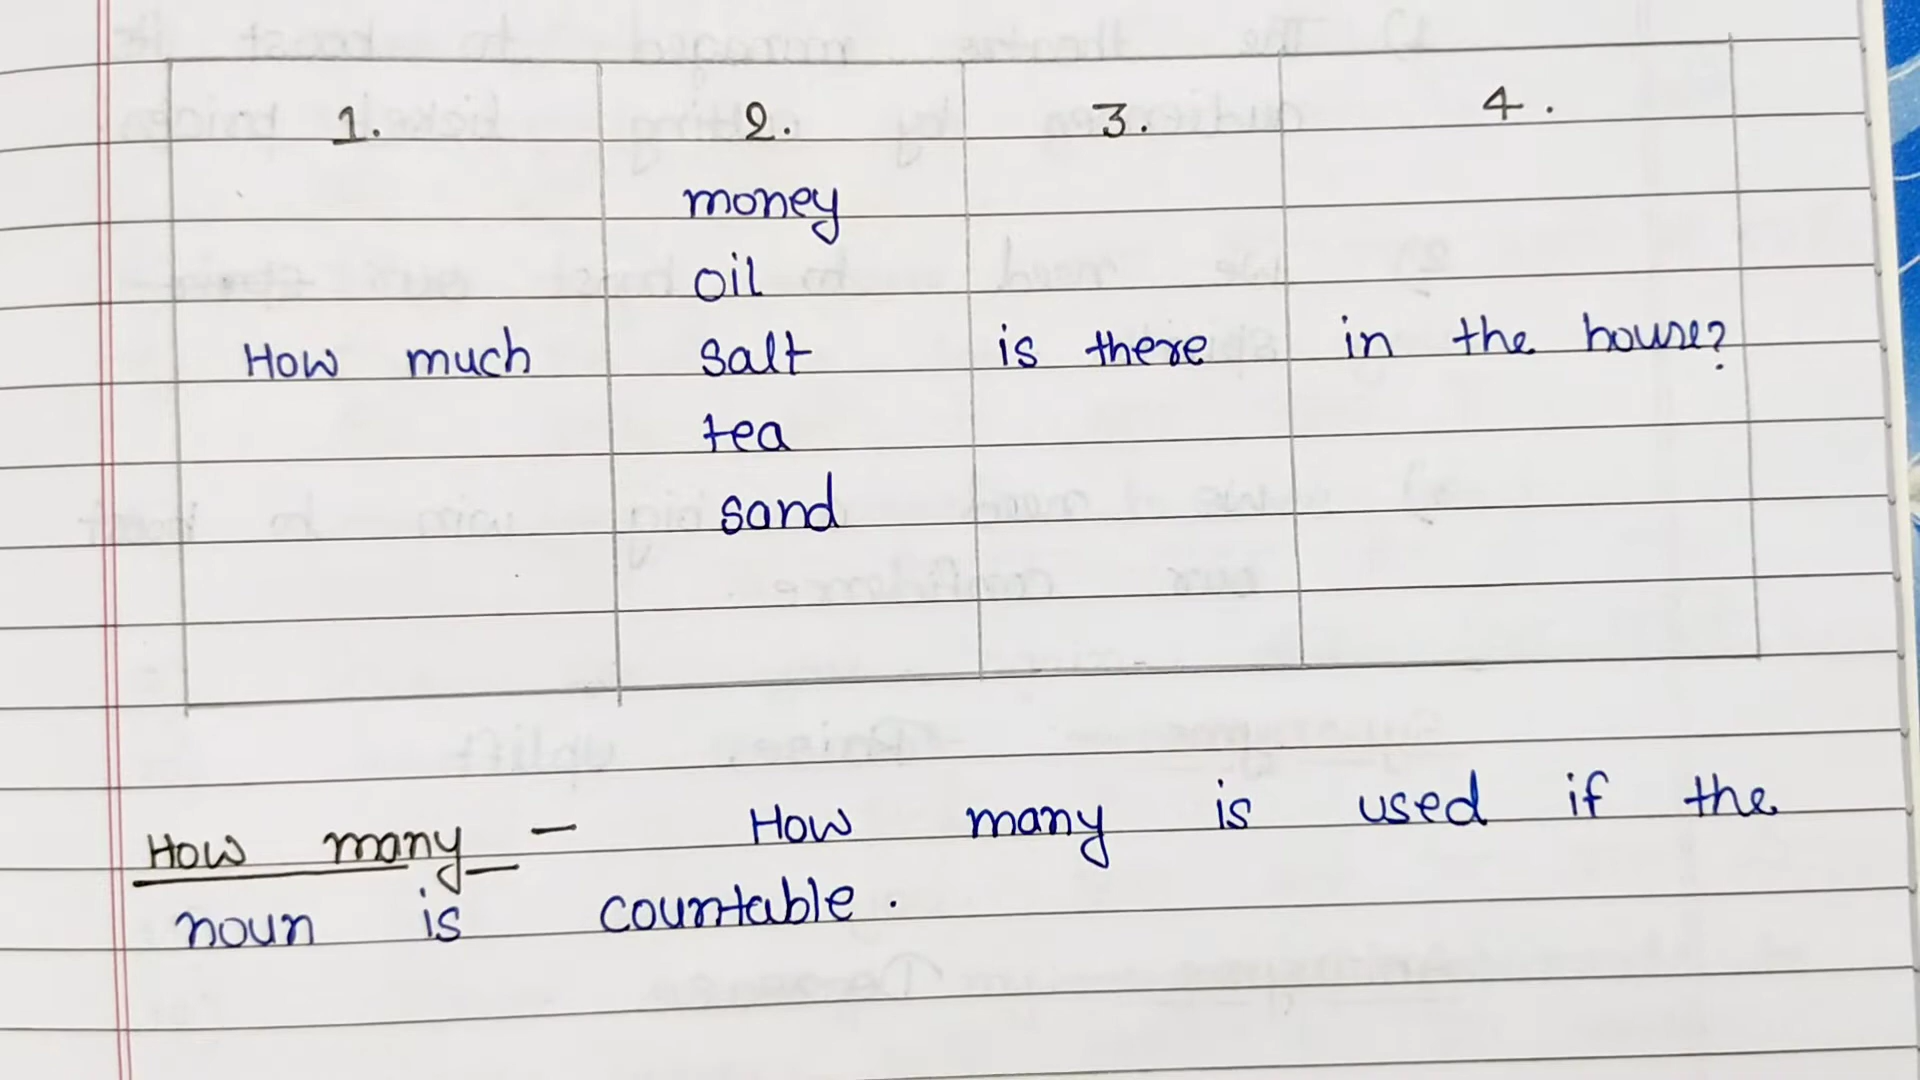 1. 2. 3. 4.
money
oil
How much salt is there in the house?
tea
sand
How many - How many is used if the
noun is countable.